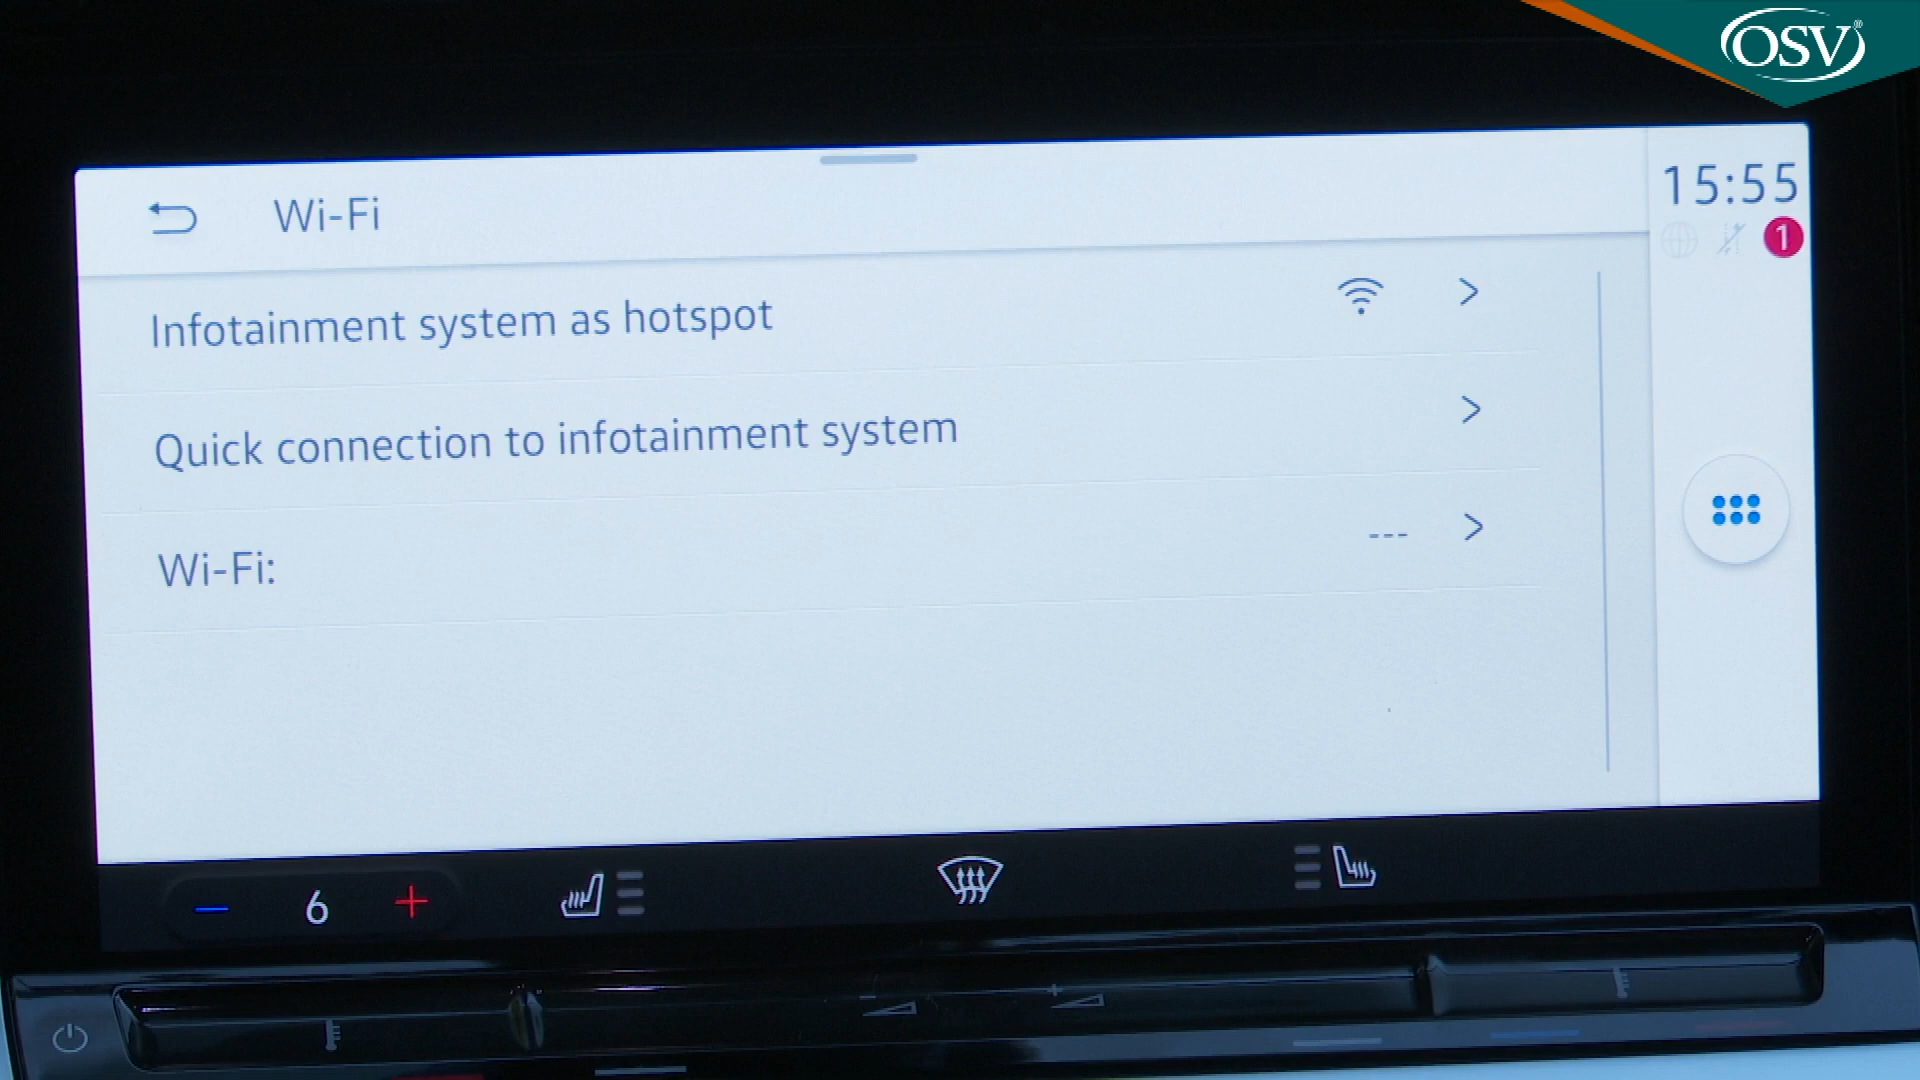 OSV®
Wi-Fi
15:55
1
Infotainment system as hotspot
Quick connection to infotainment system
Wi-Fi:
---
6